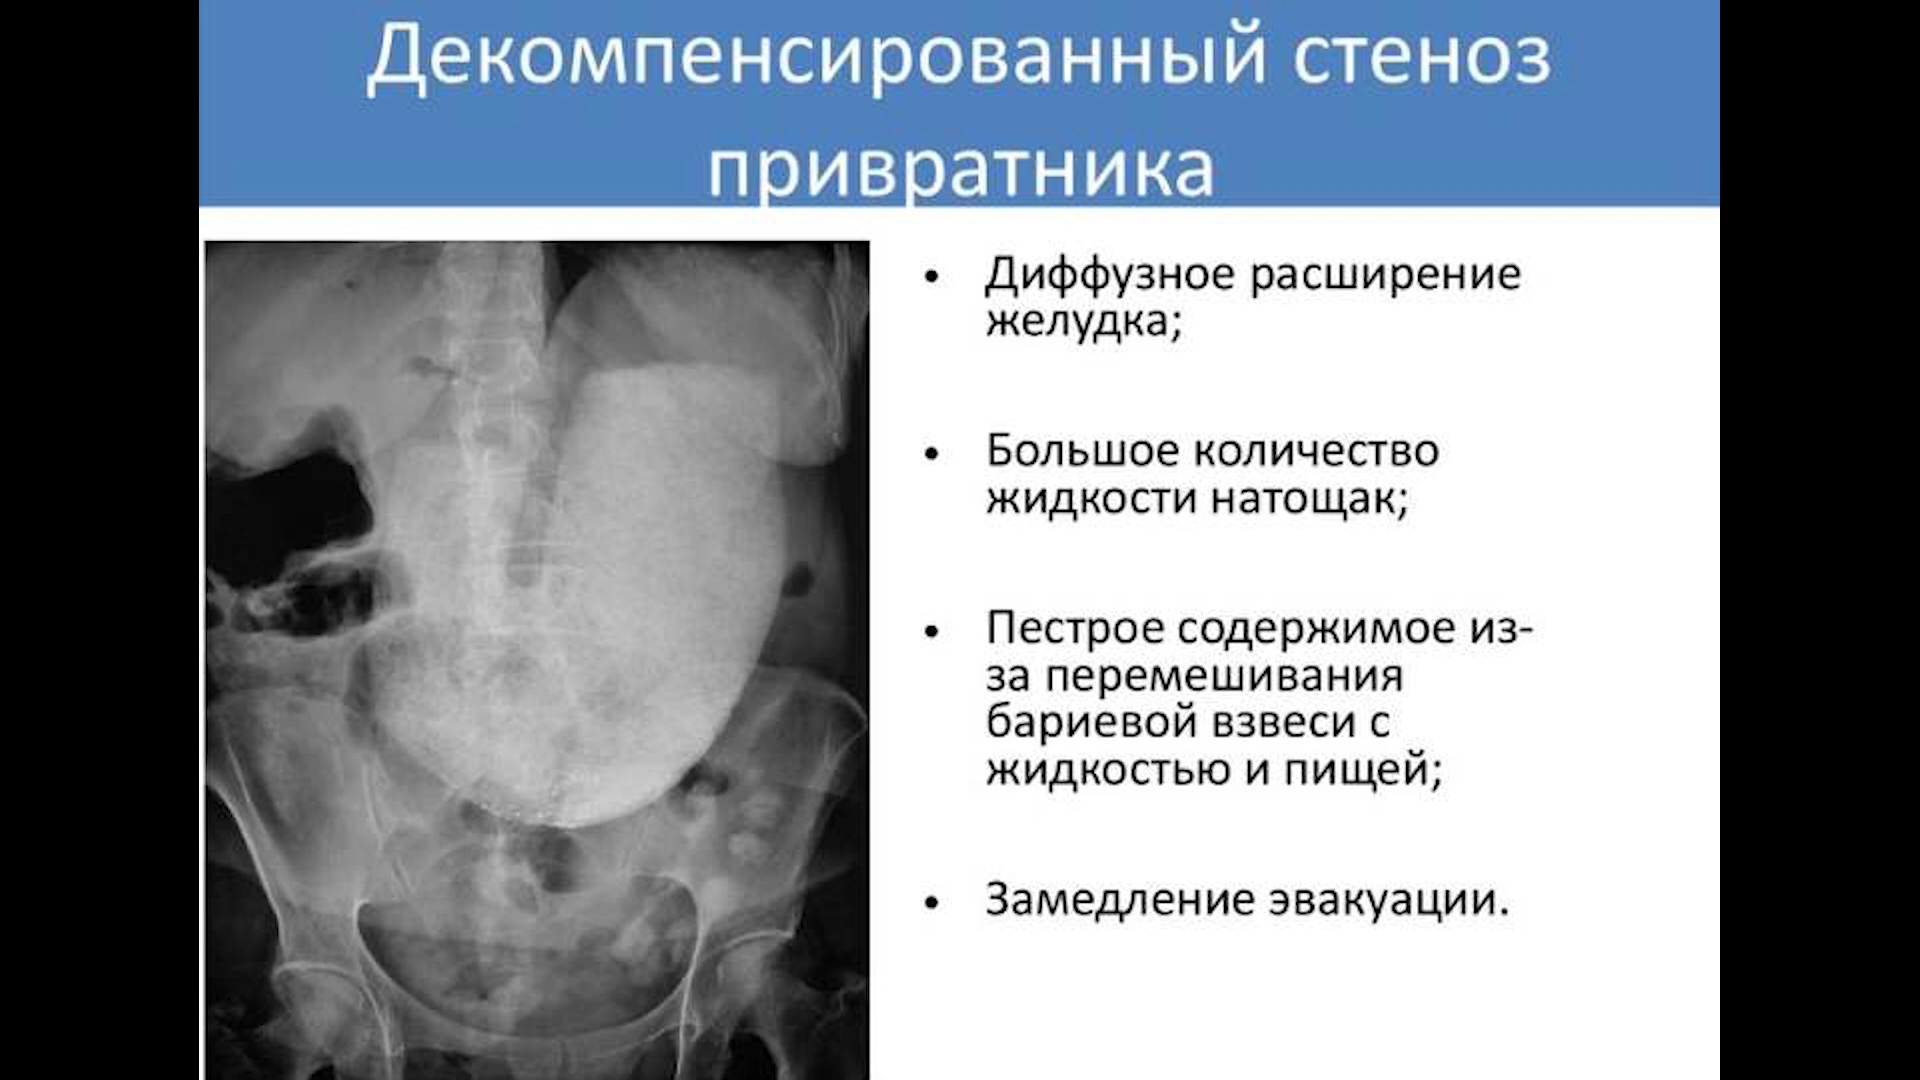 Декомпенсированный стеноз
привратника
• Диффузное расширение
желудка;
• Большое количество
жидкости натощак;
• Пестрое содержимое из-
за перемешивания
бариевой взвеси с
жидкостью и пищей;
• Замедление эвакуации.